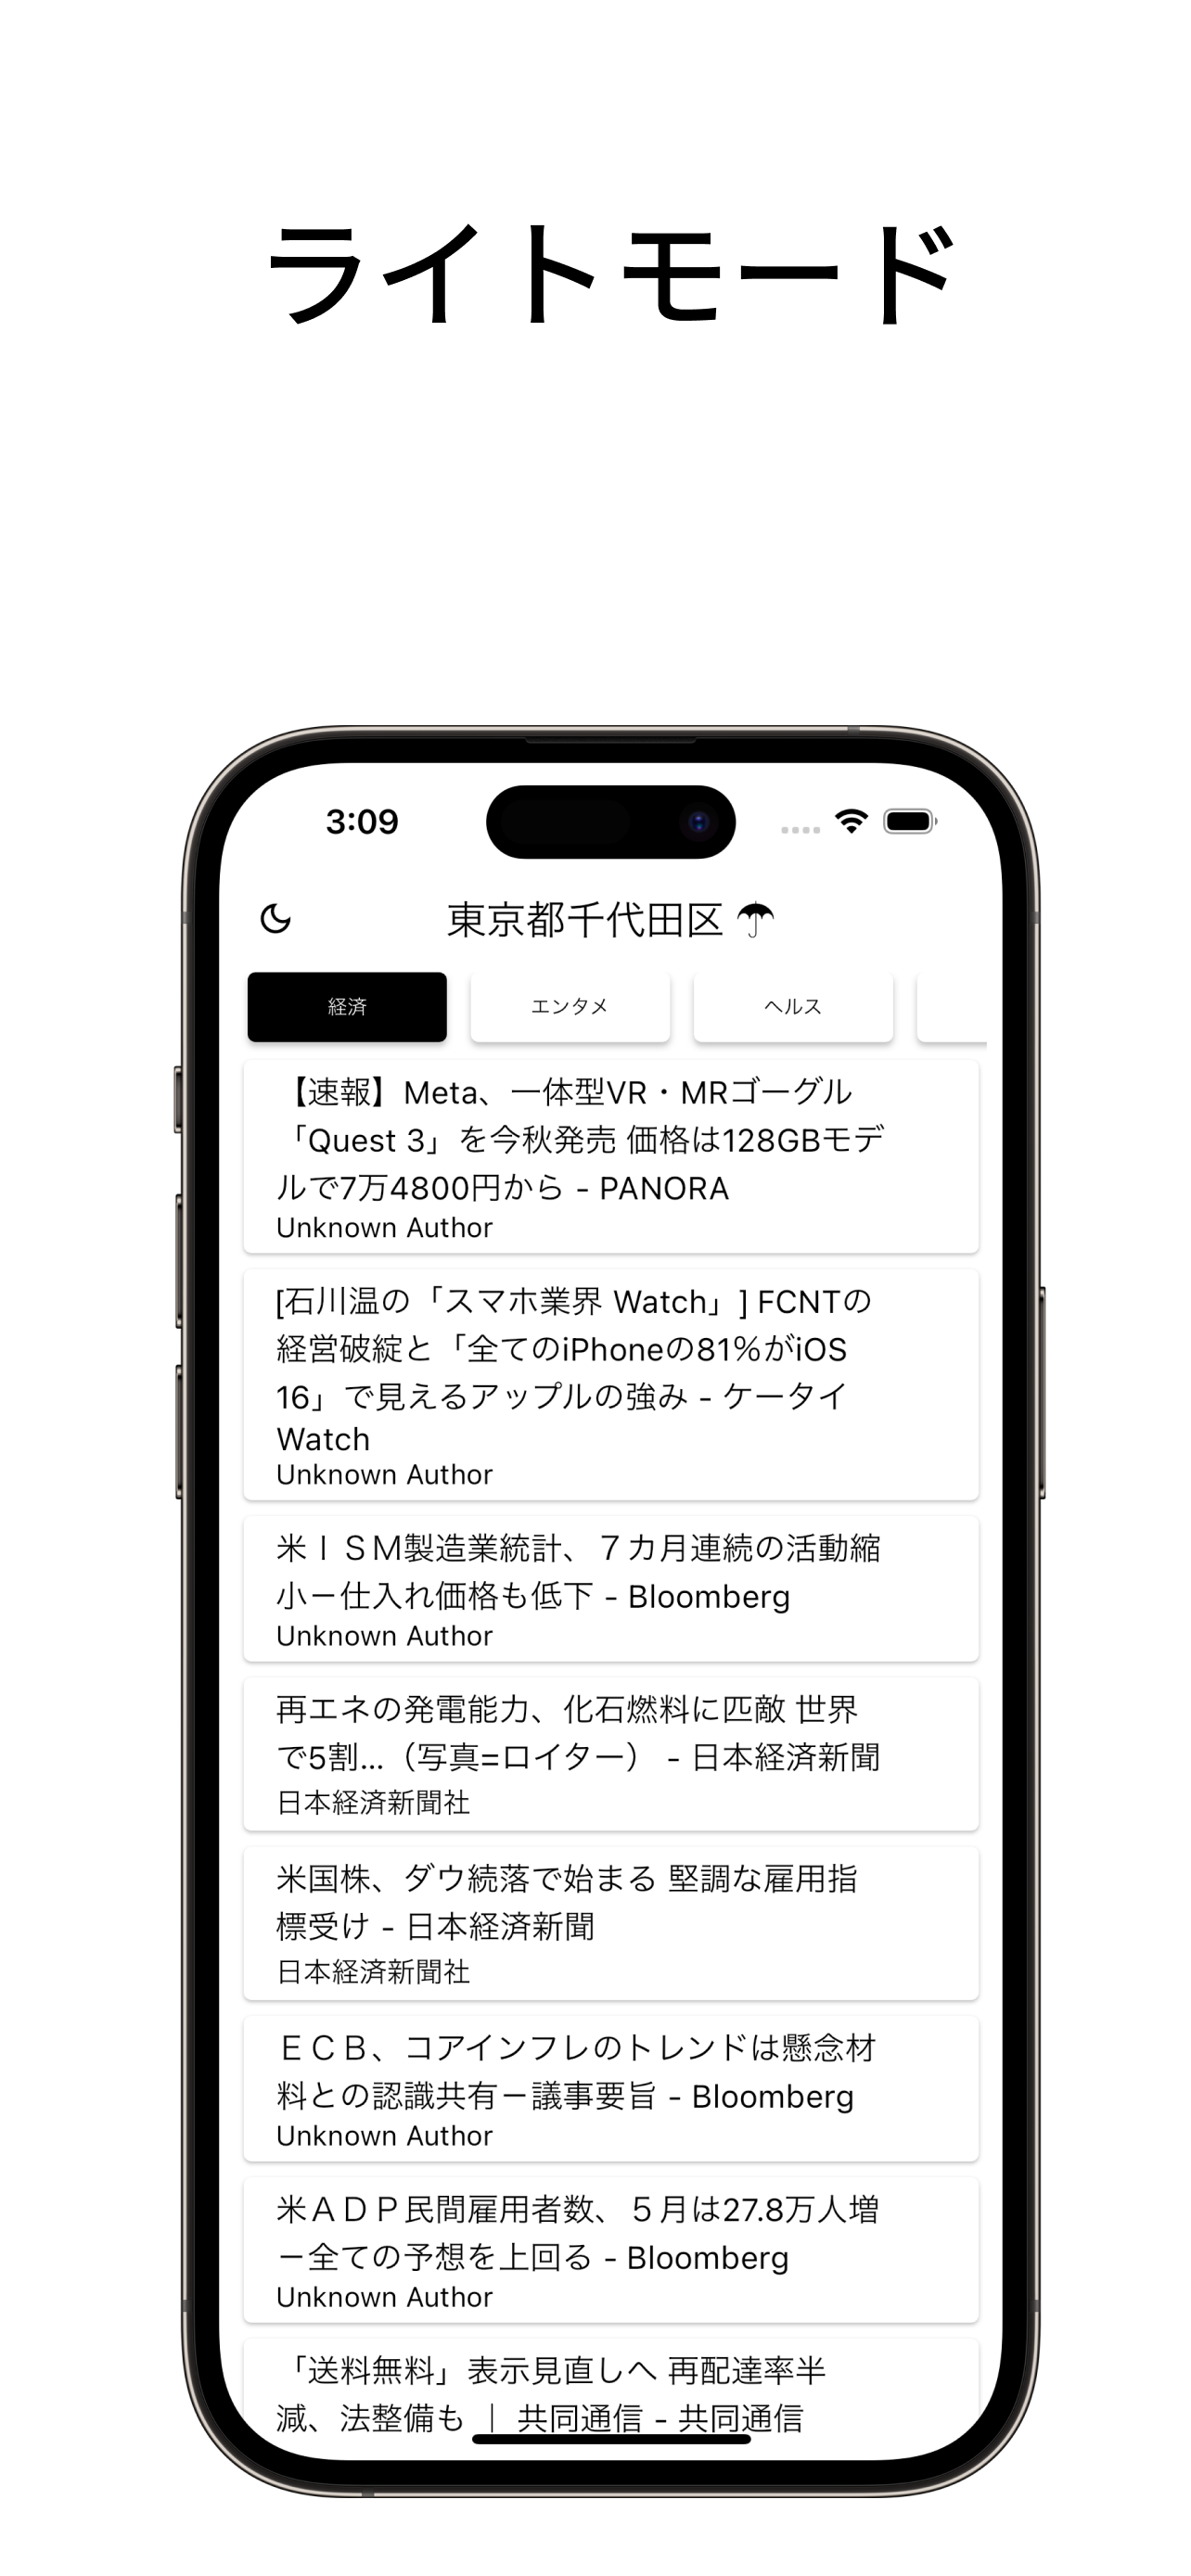 ライトモード
3:09
東京都千代田区
経済
エンタメ
ヘルス
【速報】Meta、一体型VR・MRゴーグル
「Quest 3」を今秋発売 価格は128GBモデ
ルで7万4800円から - PANORA
Unknown Author
[石川温の「スマホ業界 Watch」] FCNTの
経営破綻と「全てのiPhoneの81％がiOS
16」で見えるアップルの強み - ケータイ
Watch
Unknown Author
米ＩＳＭ製造業統計、７カ月連続の活動縮
小－仕入れ価格も低下 - Bloomberg
Unknown Author
再エネの発電能力、化石燃料に匹敵 世界
で5割...（写真=ロイター） - 日本経済新聞
日本経済新聞社
米国株、ダウ続落で始まる 堅調な雇用指
標受け - 日本経済新聞
日本経済新聞社
ＥＣＢ、コアインフレのトレンドは懸念材
料との認識共有－議事要旨 - Bloomberg
Unknown Author
米ＡＤＰ民間雇用者数、５月は27.8万人増
－全ての予想を上回る - Bloomberg
Unknown Author
「送料無料」表示見直しへ 再配達率半
減、法整備も ｜ 共同通信 - 共同通信